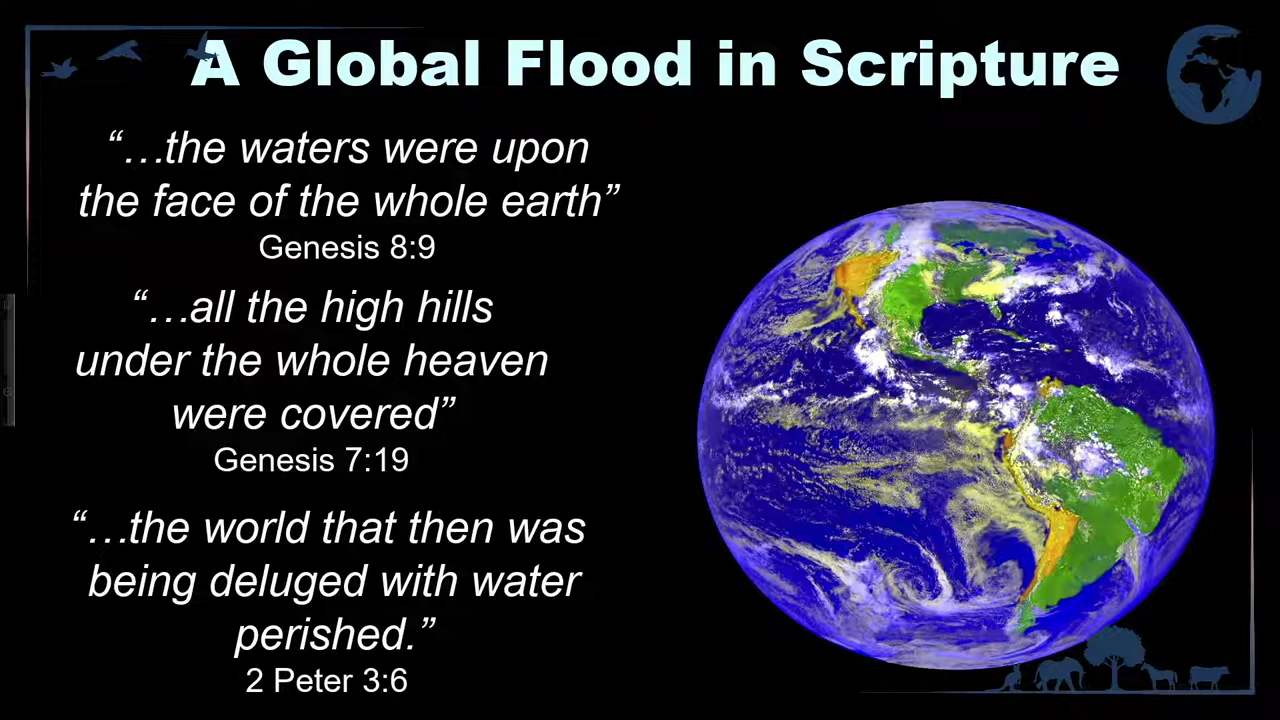 A Global Flood in Scripture
“…the waters were upon
the face of the whole earth”
Genesis 8:9
“…all the high hills
under the whole heaven
were covered”
Genesis 7:19
“…the world that then was
being deluged with water
perished.”
2 Peter 3:6